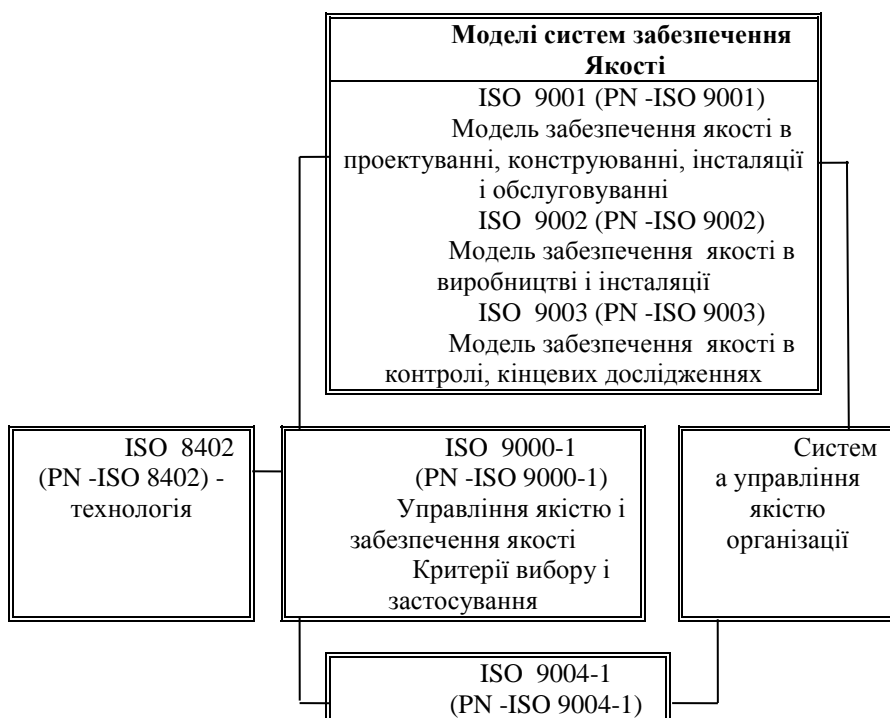 Моделі систем забезпечення
Якості
ISO 9001 (PN -ISO 9001)
Модель забезпечення якості в
проектуванні, конструюванні, інсталяції
і обслуговуванні
ISO 9002 (PN -ISO 9002)
Модель забезпечення якості в
виробництві і інсталяції
ISO 9003 (PN -ISO 9003)
Модель забезпечення якості в
контролі, кінцевих дослідженнях
ISO 8402
(PN -ISO 8402) -
технологія
ISO 9000-1
(PN -ISO 9000-1)
Управління якістю і
забезпечення якості
Критерії вибору і
застосування
Систем
а управління
якістю
організації
ISO 9004-1
(PN -ISO 9004-1)